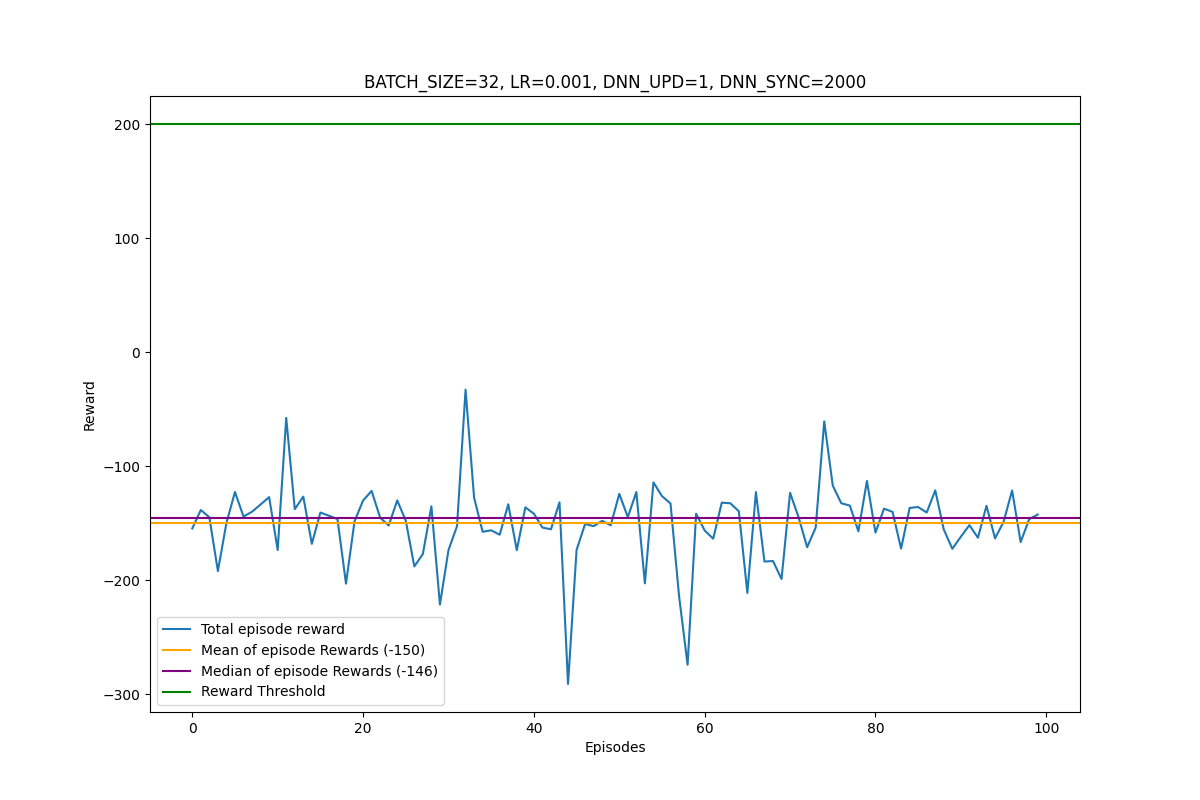 BATCH_SIZE=32, LR=0.001, DNN_UPD=1, DNN_SYNC=2000
200
100
0
−100
−200
−300
Reward
Total episode reward
Mean of episode Rewards (-150)
Median of episode Rewards (-146)
Reward Threshold
0 20 40 60 80 100
Episodes